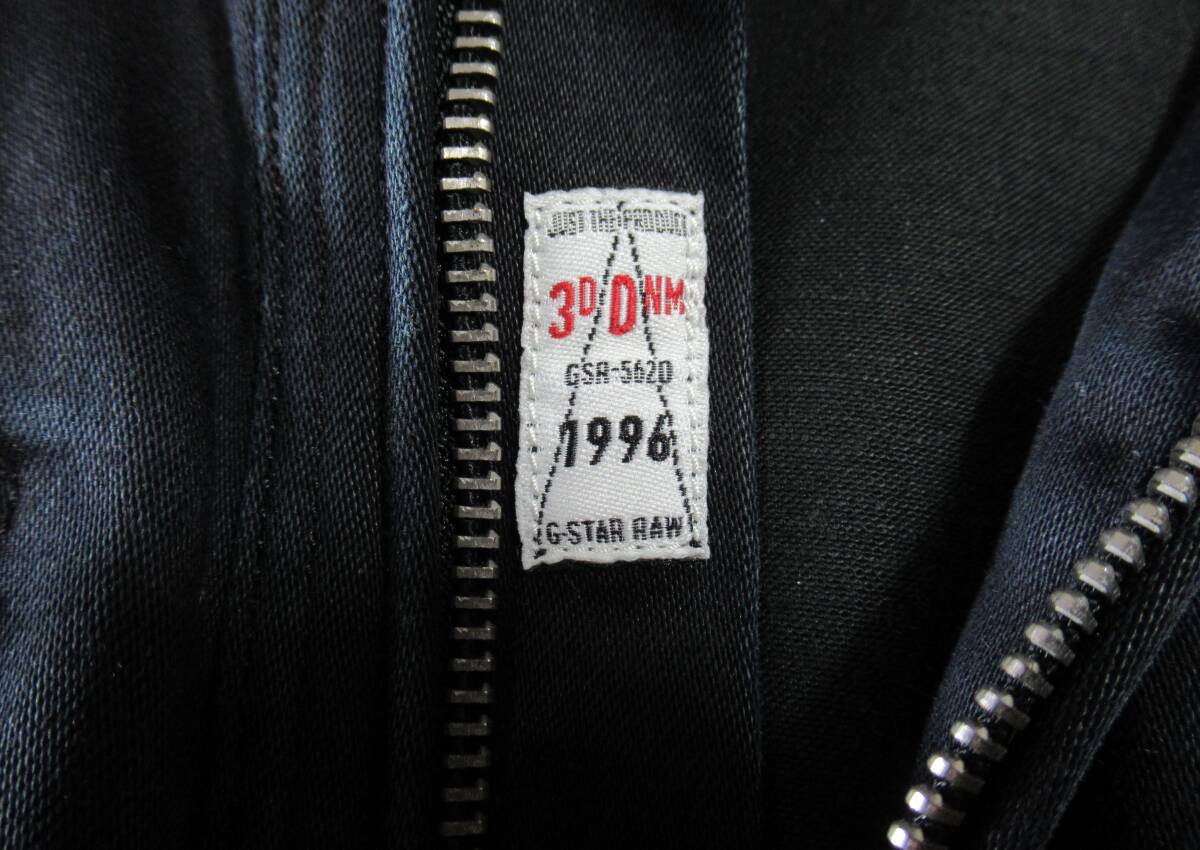 JUST THE PRODUCT
3D DNM
GSR-5620
1996
G-STAR RAW